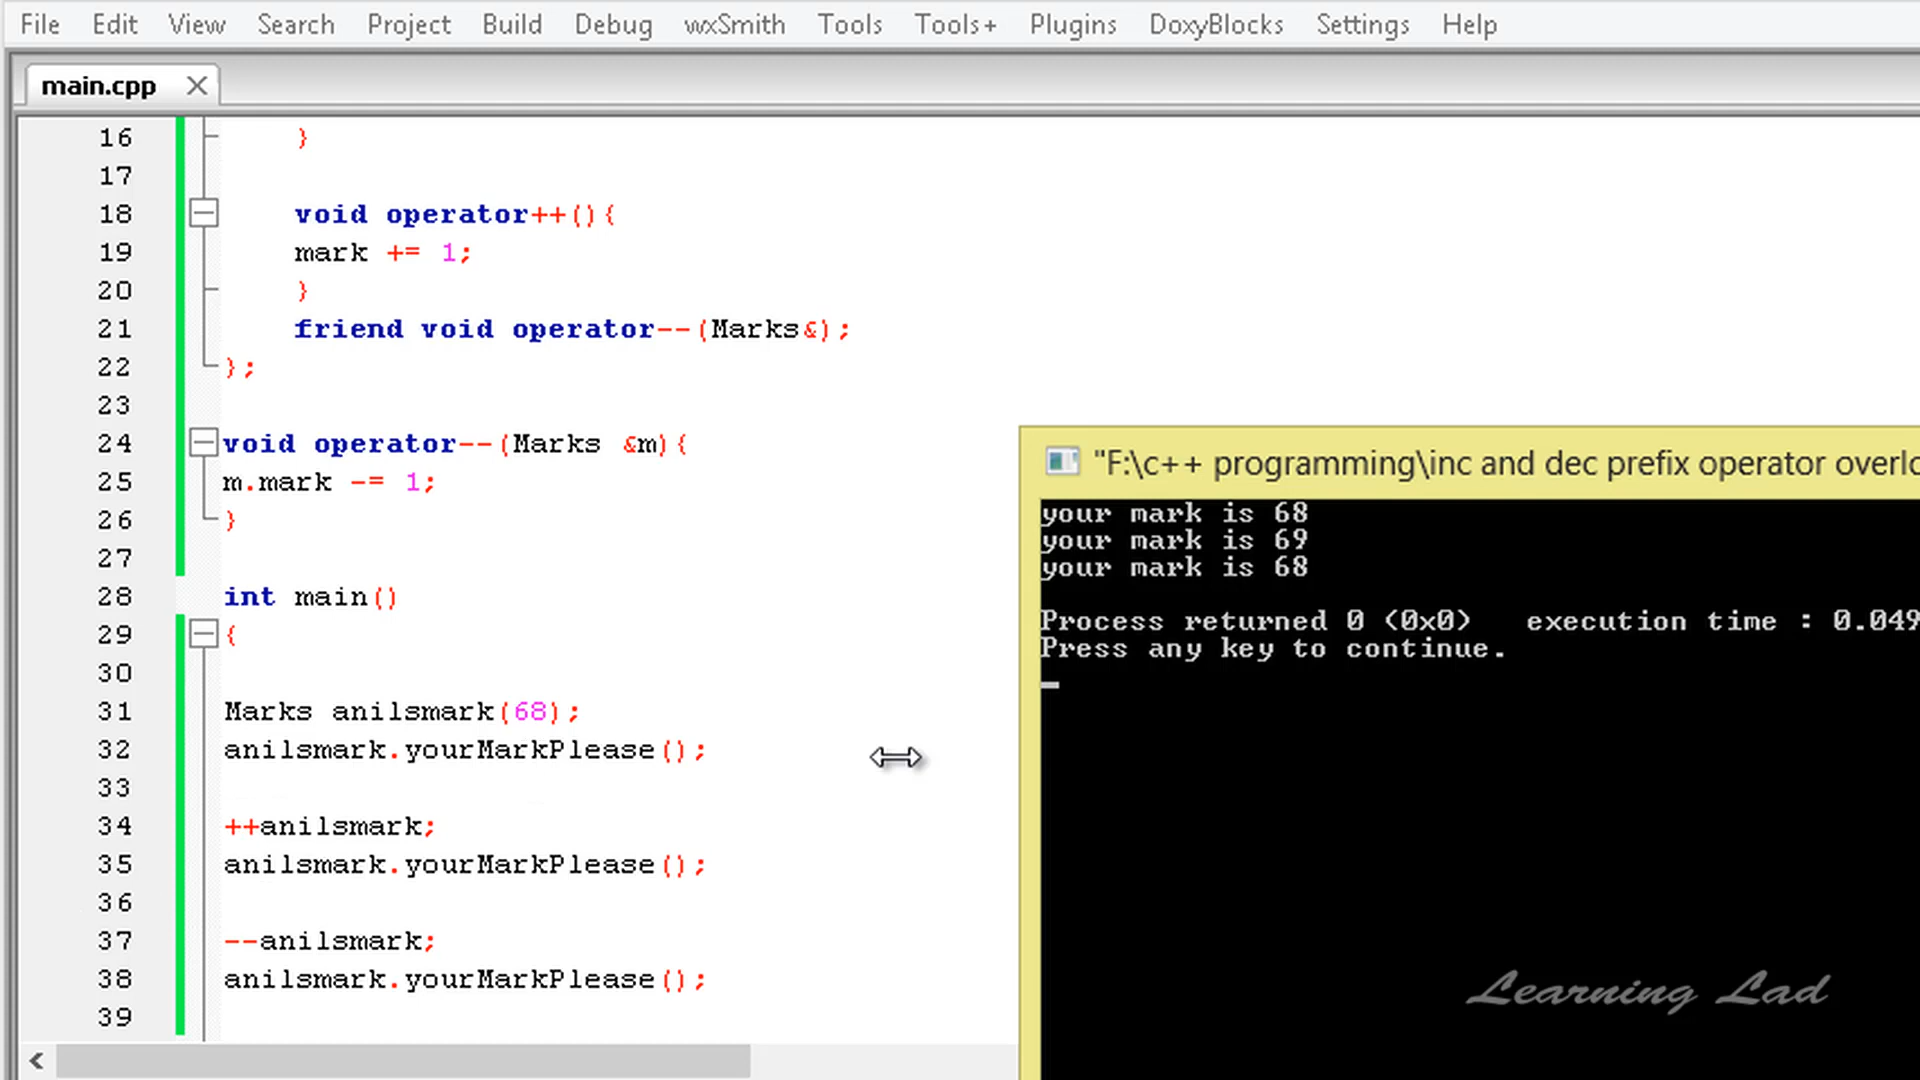 File Edit View Search Project Build Debug wxSmith Tools Tools+ Plugins DoxyBlocks Settings Help
main.cpp
16 }
17
18 void operator++(){
19 mark += 1;
20 }
21 friend void operator--(Marks&);
22 };
23
24 void operator--(Marks &m){
25 m.mark -= 1;
26 }
27
28 int main()
29 {
30
31 Marks anilsmark(68);
32 anilsmark.yourMarkPlease();
33
34 ++anilsmark;
35 anilsmark.yourMarkPlease();
36
37 --anilsmark;
38 anilsmark.yourMarkPlease();
39
"F:\c++ programming\inc and dec prefix operator overlo
your mark is 68
your mark is 69
your mark is 68
Process returned 0 (0x0) execution time : 0.049
Press any key to continue.
Learning Lad